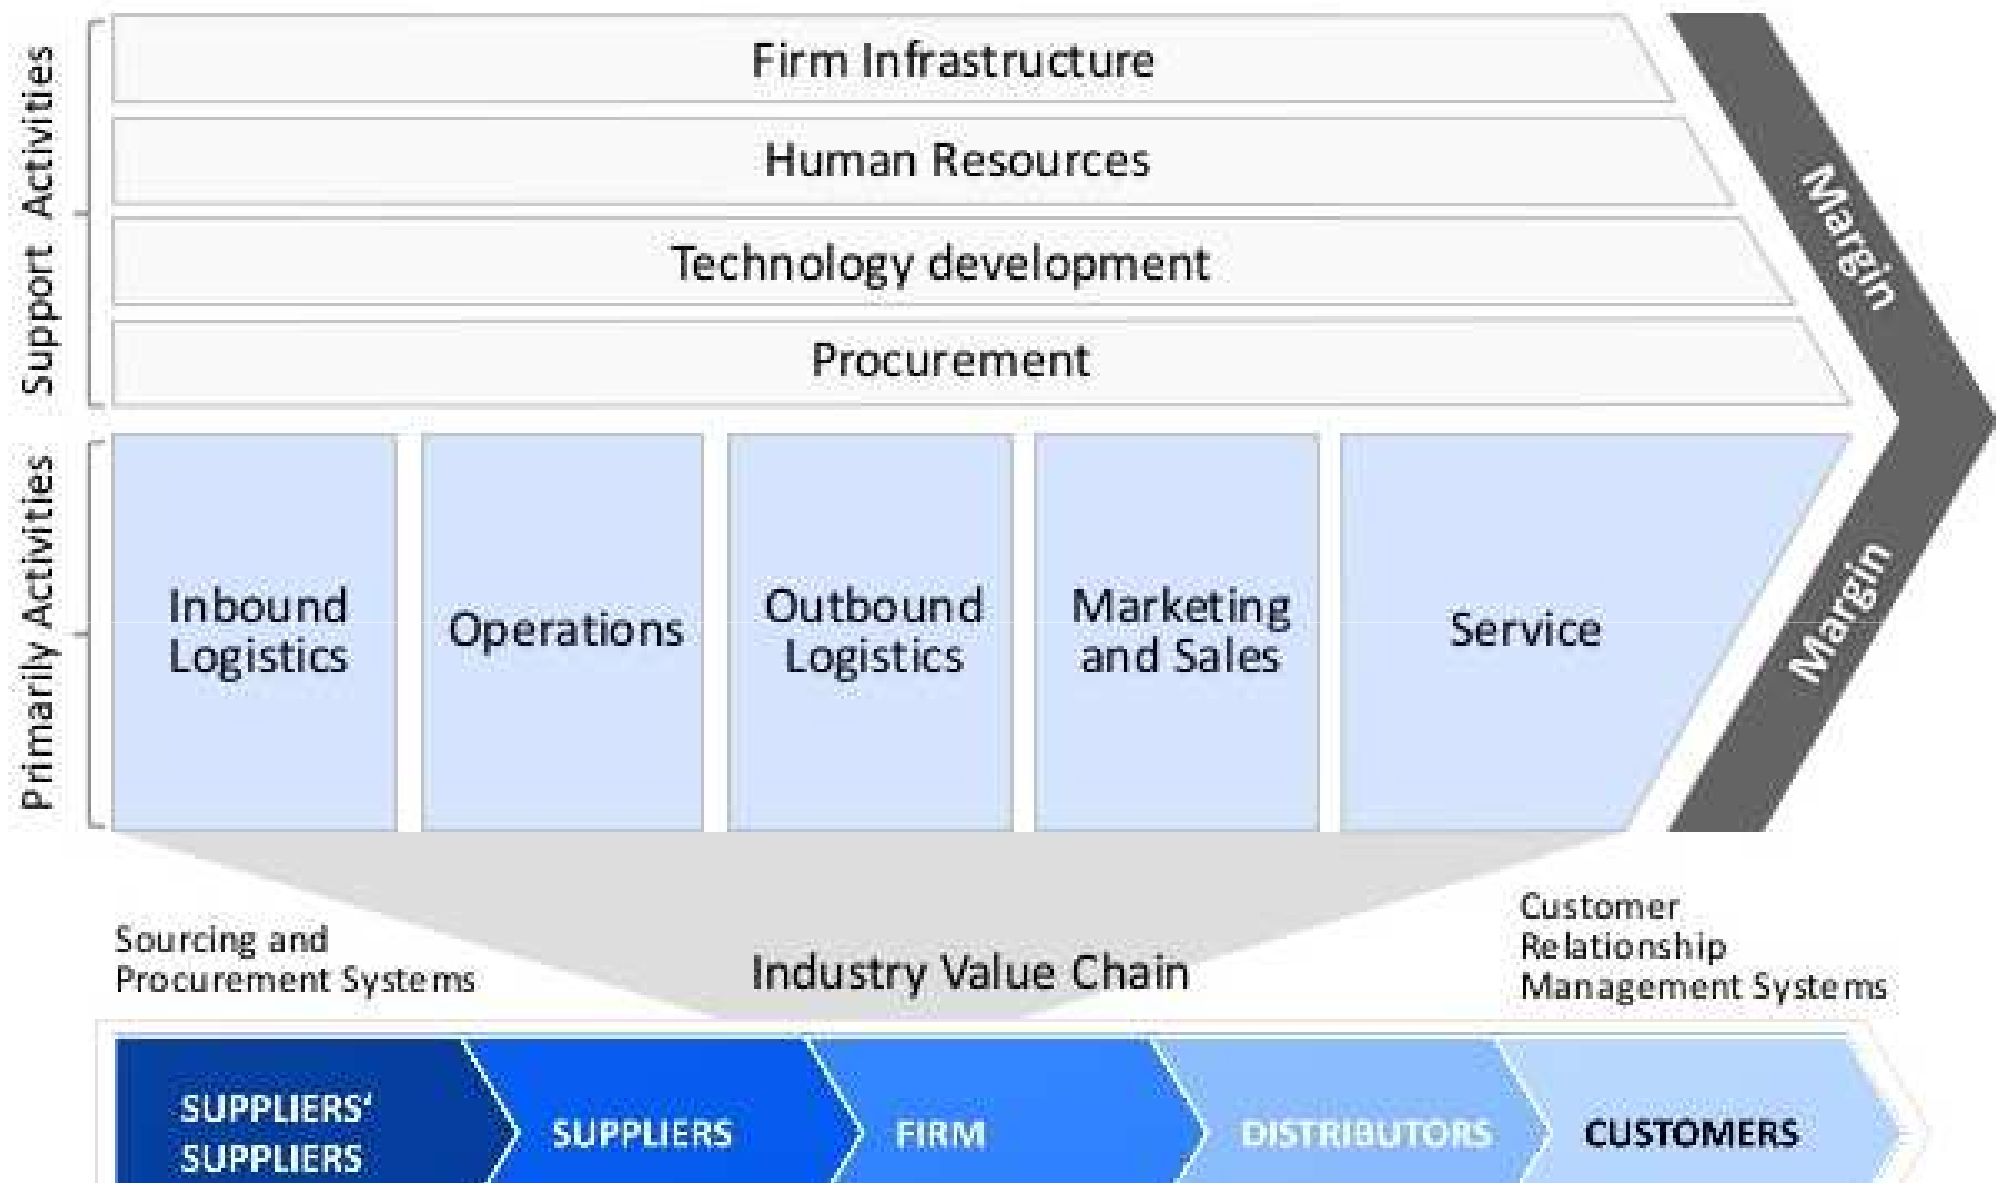 Support Activities
Firm Infrastructure
Human Resources
Technology development
Procurement
Margin
Primarily Activities
Inbound
Logistics
Operations
Outbound
Logistics
Marketing
and Sales
Service
Margin
Sourcing and
Procurement Systems
Industry Value Chain
Customer
Relationship
Management Systems
SUPPLIERS‘
SUPPLIERS
SUPPLIERS
FIRM
DISTRIBUTORS
CUSTOMERS